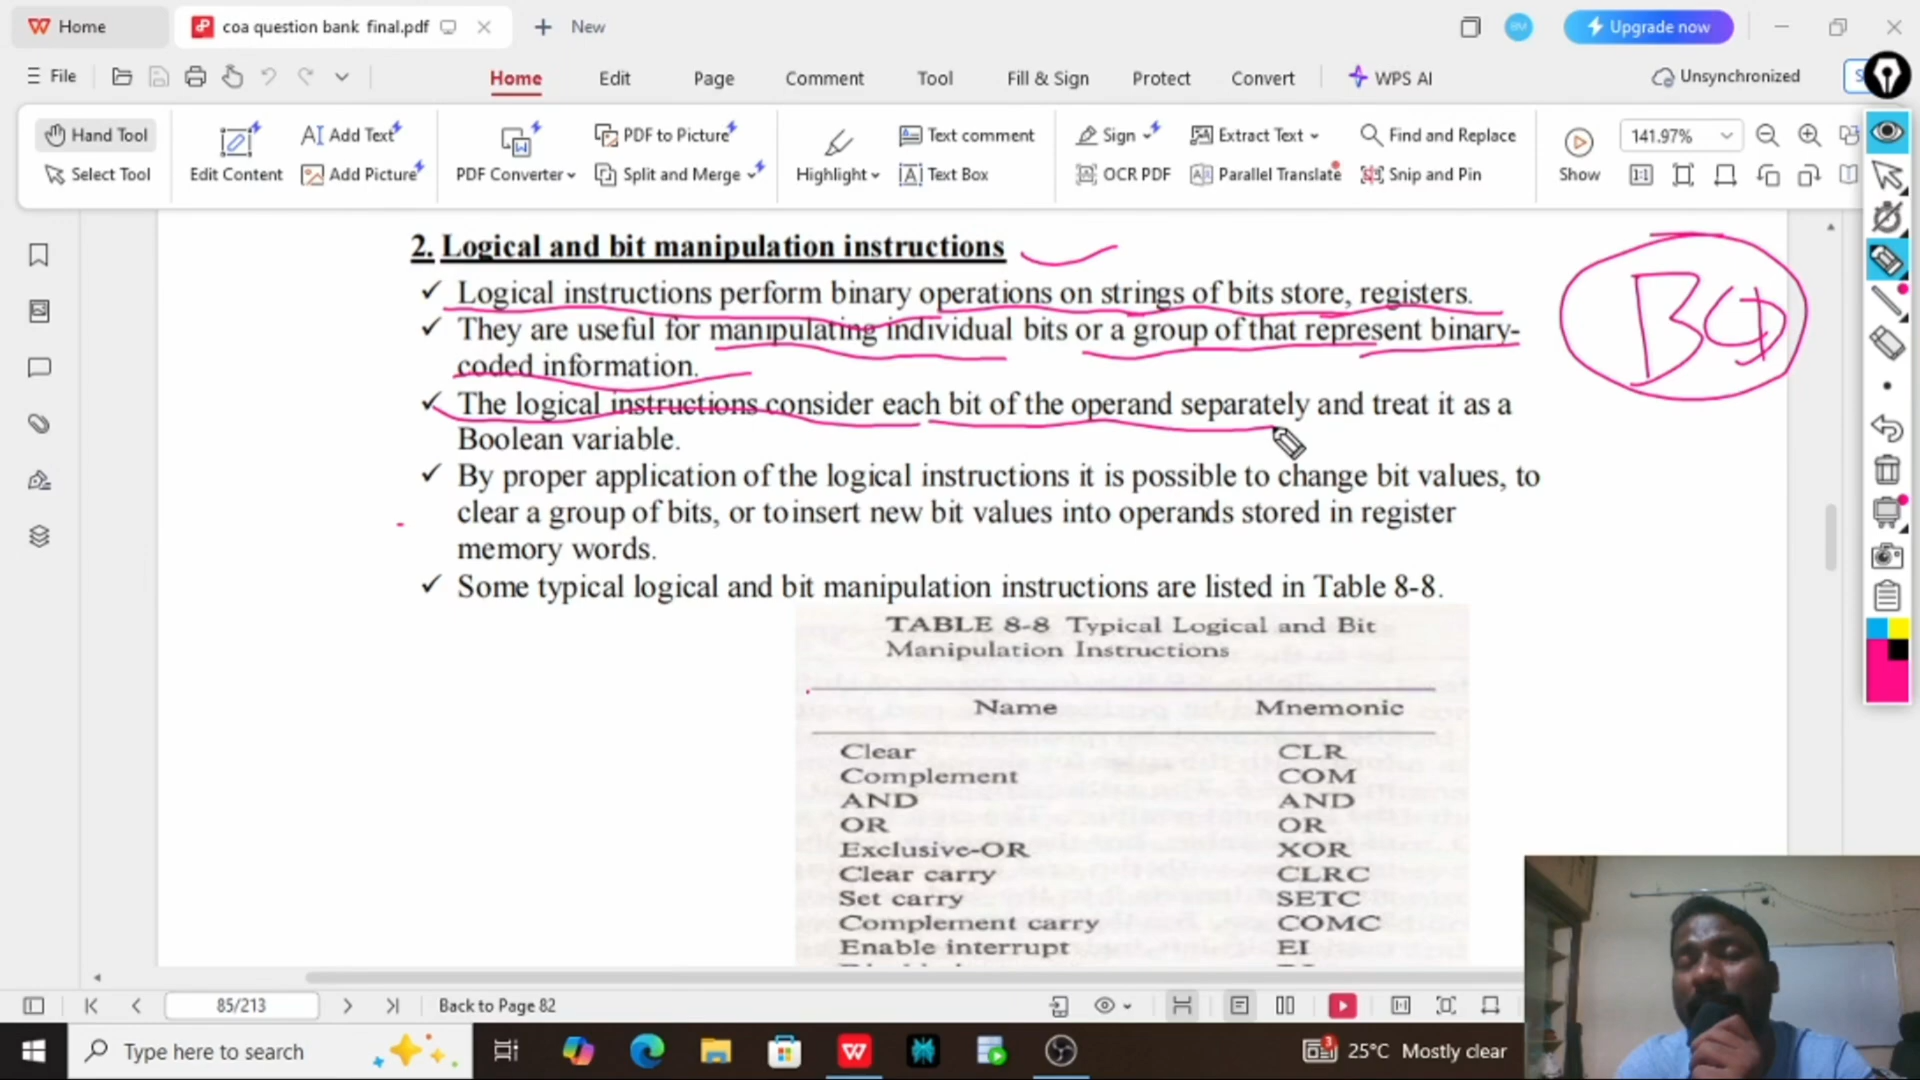 Home
coa question bank final.pdf
New
BM
Upgrade now
File
Home
Edit
Page
Comment
Tool
Fill & Sign
Protect
Convert
WPS AI
Unsynchronized
Hand Tool
Select Tool
Edit Content
Add Text
Add Picture
PDF Converter
PDF to Picture
Split and Merge
Highlight
Text comment
Text Box
Sign
OCR PDF
Extract Text
Parallel Translate
Find and Replace
Snip and Pin
Show
141.97%
1:1
2. Logical and bit manipulation instructions
✓ Logical instructions perform binary operations on strings of bits store, registers.
✓ They are useful for manipulating individual bits or a group of that represent binary-
coded information.
✓ The logical instructions consider each bit of the operand separately and treat it as a
Boolean variable.
✓ By proper application of the logical instructions it is possible to change bit values, to
clear a group of bits, or toinsert new bit values into operands stored in register
memory words.
✓ Some typical logical and bit manipulation instructions are listed in Table 8-8.
BCD
TABLE 8-8 Typical Logical and Bit
Manipulation Instructions
Name Mnemonic
Clear CLR
Complement COM
AND AND
OR OR
Exclusive-OR XOR
Clear carry CLRC
Set carry SETC
Complement carry COMC
Enable interrupt EI
85/213
Back to Page 82
Type here to search
3
25°C Mostly clear